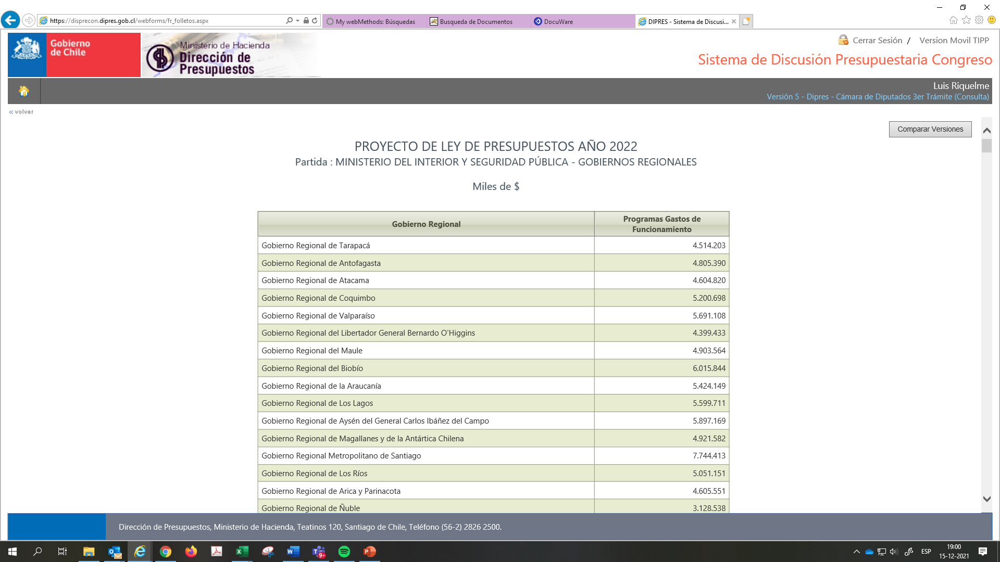 https://disprecon.dipres.gob.cl/webforms/fr_folletos.aspx
My webMethods: Búsquedas
Busqueda de Documentos
DocuWare
DIPRES - Sistema de Discusi...
Gobierno
de Chile
Ministerio de Hacienda
Dirección de
Presupuestos
Cerrar Sesión / Version Movil TIPP
Sistema de Discusión Presupuestaria Congreso
Luis Riquelme
Versión 5 - Dipres - Cámara de Diputados 3er Trámite (Consulta)
« volver
Comparar Versiones
PROYECTO DE LEY DE PRESUPUESTOS AÑO 2022
Partida : MINISTERIO DEL INTERIOR Y SEGURIDAD PÚBLICA - GOBIERNOS REGIONALES
Miles de $
Gobierno Regional
Programas Gastos de
Funcionamiento
Gobierno Regional de Tarapacá 4.514.203
Gobierno Regional de Antofagasta 4.805.390
Gobierno Regional de Atacama 4.604.820
Gobierno Regional de Coquimbo 5.200.698
Gobierno Regional de Valparaíso 5.691.108
Gobierno Regional del Libertador General Bernardo O'Higgins 4.399.433
Gobierno Regional del Maule 4.903.564
Gobierno Regional del Biobío 6.015.844
Gobierno Regional de la Araucanía 5.424.149
Gobierno Regional de Los Lagos 5.599.711
Gobierno Regional de Aysén del General Carlos Ibáñez del Campo 5.897.169
Gobierno Regional de Magallanes y de la Antártica Chilena 4.921.582
Gobierno Regional Metropolitano de Santiago 7.744.413
Gobierno Regional de Los Ríos 5.051.151
Gobierno Regional de Arica y Parinacota 4.605.551
Gobierno Regional de Ñuble 3.128.538
Dirección de Presupuestos, Ministerio de Hacienda, Teatinos 120, Santiago de Chile, Teléfono (56-2) 2826 2500.
9+
ESP
19:00
15-12-2021